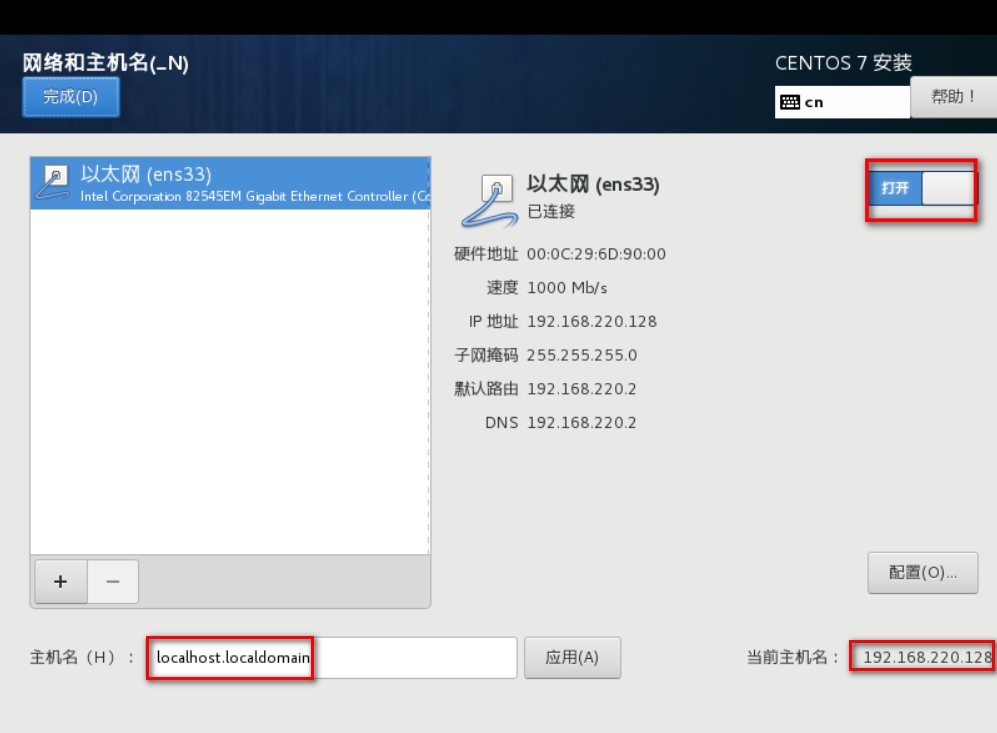 网络和主机名(_N)
CENTOS 7 安装
完成(D)
cn
帮助！
以太网 (ens33)
Intel Corporation 82545EM Gigabit Ethernet Controller (Co
以太网 (ens33)
已连接
打开
硬件地址 00:0C:29:6D:90:00
速度 1000 Mb/s
IP 地址 192.168.220.128
子网掩码 255.255.255.0
默认路由 192.168.220.2
DNS 192.168.220.2
+ −
配置(O)...
主机名（H）： localhost.localdomain 应用(A) 当前主机名： 192.168.220.128